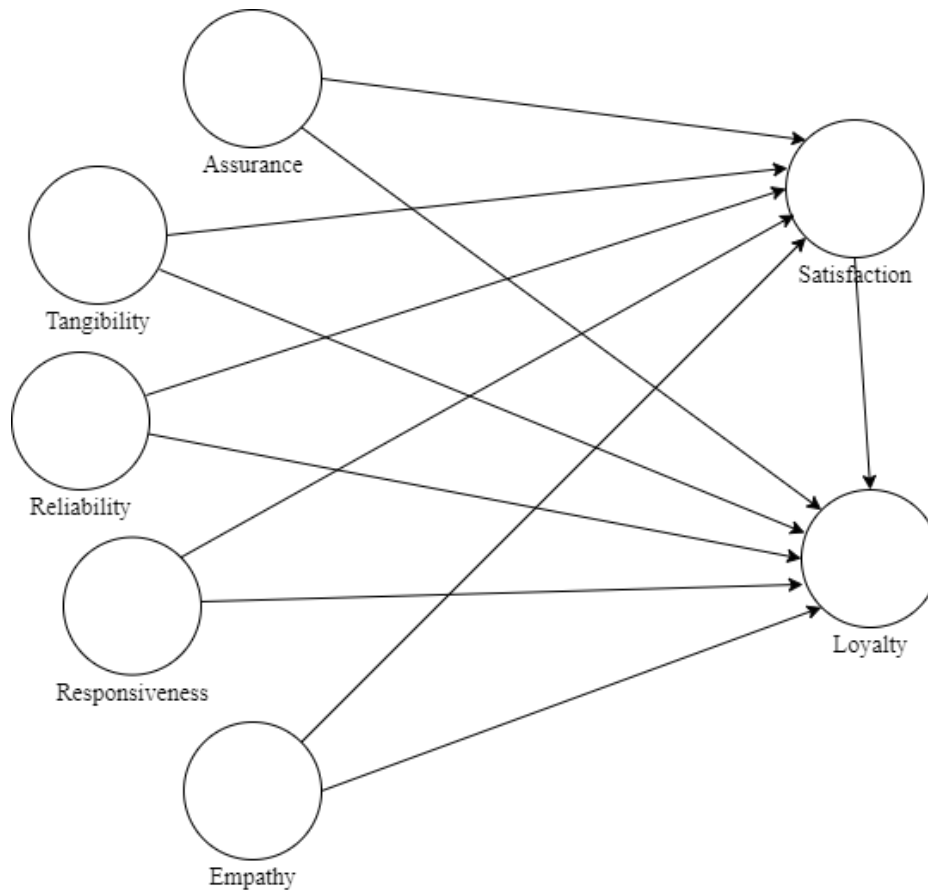 Assurance
Tangibility
Satisfaction
Reliability
Responsiveness
Loyalty
Empathy